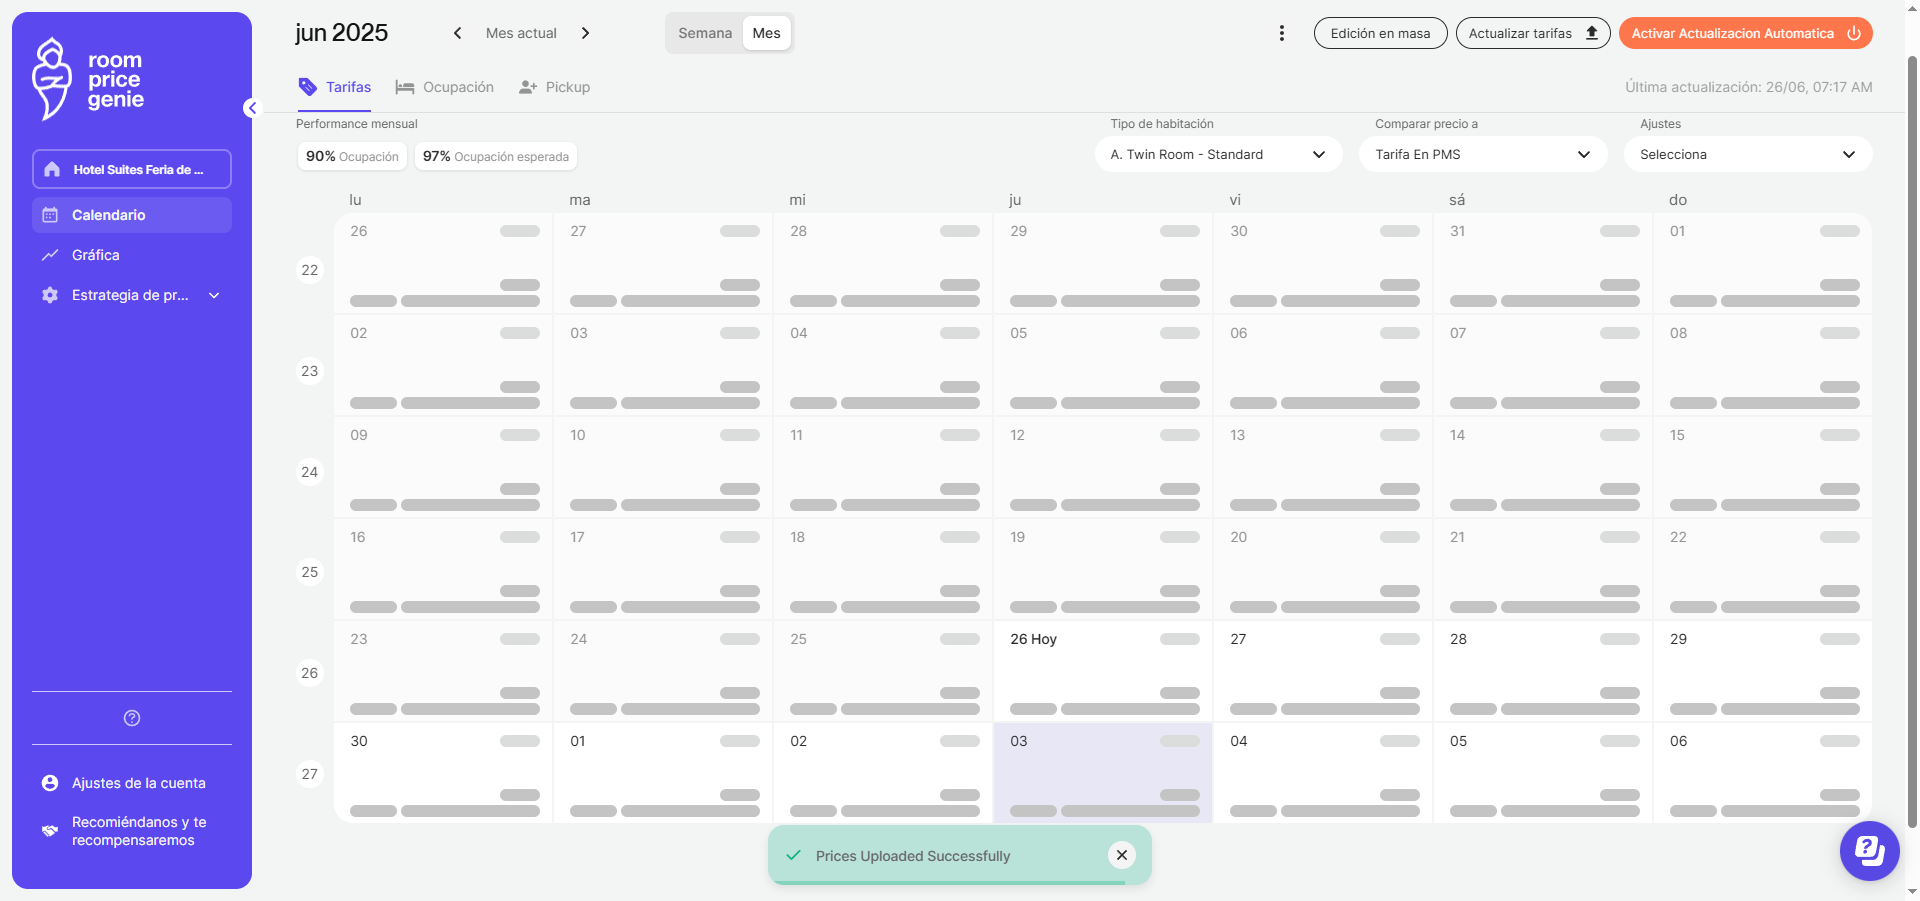 jun 2025
Mes actual
Semana
Mes
Edición en masa
Actualizar tarifas
Activar Actualizacion Automatica
room
price
genie
Tarifas
Ocupación
Pickup
Última actualización: 26/06, 07:17 AM
Performance mensual
90% Ocupación
97% Ocupación esperada
Tipo de habitación
A. Twin Room - Standard
Comparar precio a
Tarifa En PMS
Ajustes
Selecciona
Hotel Suites Feria de ...
Calendario
Gráfica
Estrategia de pr...
Ajustes de la cuenta
Recomiéndanos y te
recompensaremos
lu ma mi ju vi sá do
22
26 27 28 29 30 31 01
23
02 03 04 05 06 07 08
24
09 10 11 12 13 14 15
25
16 17 18 19 20 21 22
26
23 24 25 26 Hoy 27 28 29
27
30 01 02 03 04 05 06
Prices Uploaded Successfully